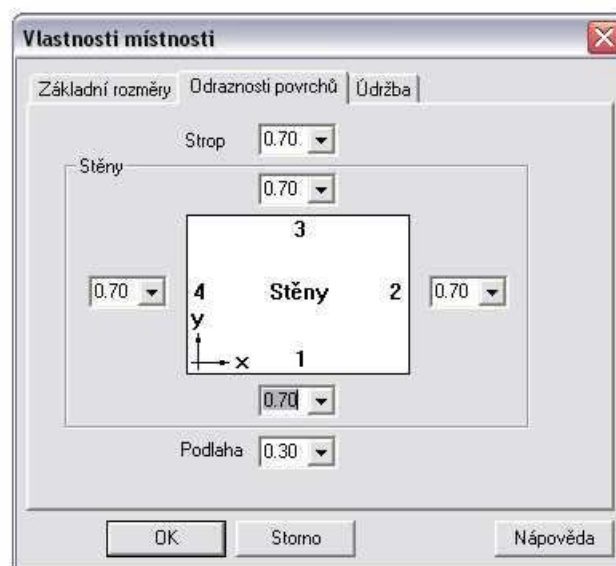 Vlastnosti místnosti
Základní rozměry Odraznosti povrchů Údržba
Strop 0.70
Stěny
0.70
3
0.70 4 Stěny 2 0.70
y
x 1
0.70
Podlaha 0.30
OK Storno Nápověda